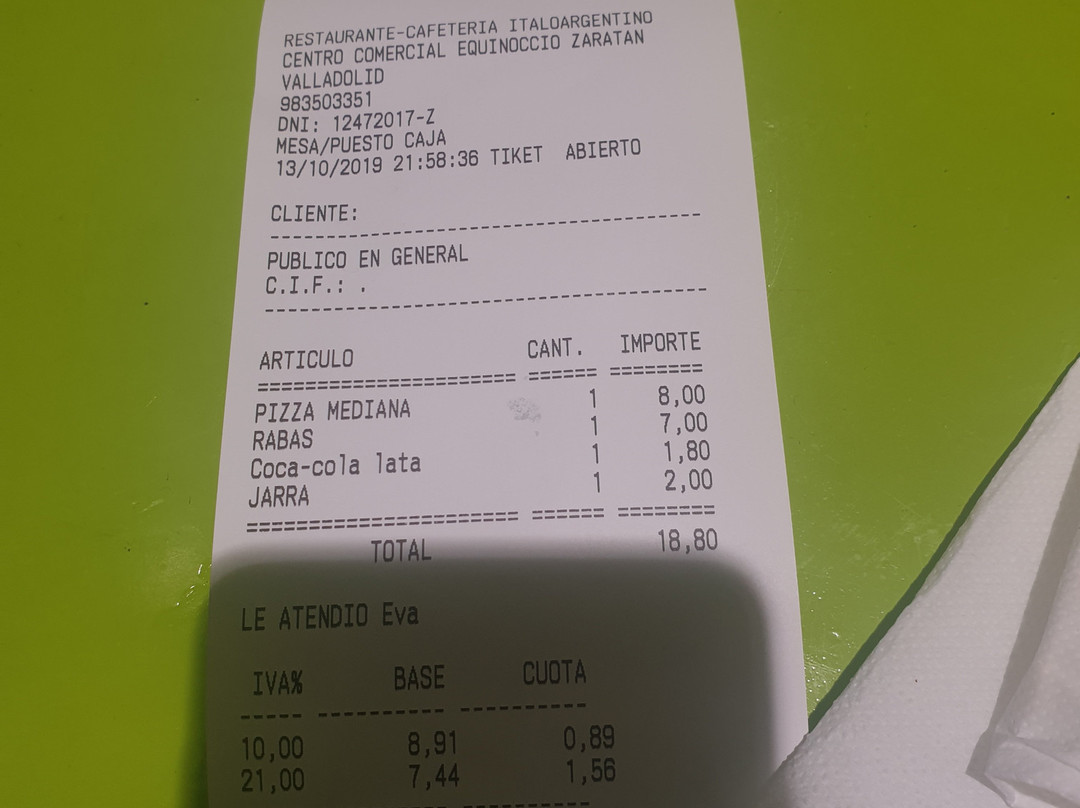 RESTAURANTE-CAFETERIA ITALOARGENTINO
CENTRO COMERCIAL EQUINOCCIO ZARATAN
VALLADOLID
983503351
DNI: 12472017-Z
MESA/PUESTO CAJA
13/10/2019 21:58:36 TIKET ABIERTO
CLIENTE:
PUBLICO EN GENERAL
C.I.F.: .
ARTICULO CANT. IMPORTE
PIZZA MEDIANA 1 8,00
RABAS 1 7,00
Coca-cola lata 1 1,80
JARRA 1 2,00
TOTAL 18,80
LE ATENDIO Eva
IVA% BASE CUOTA
10,00 8,91 0,89
21,00 7,44 1,56